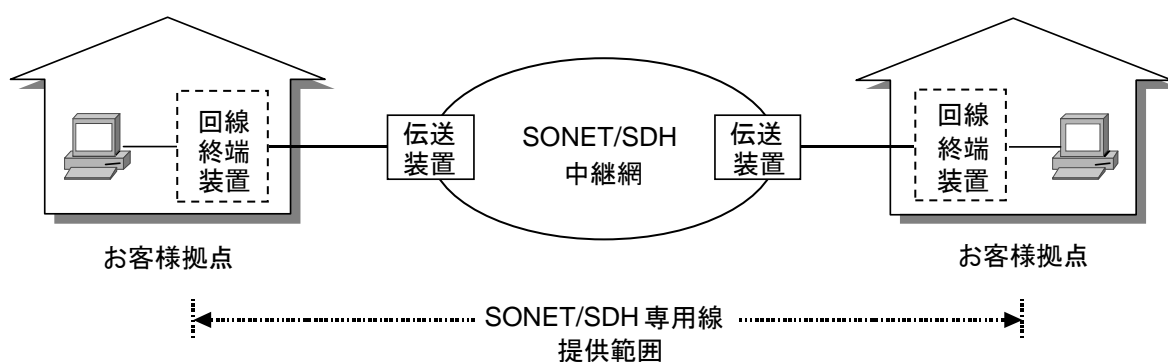 回線
終端
装置
伝送
装置
SONET/SDH
中継網
伝送
装置
回線
終端
装置
お客様拠点
お客様拠点
SONET/SDH 専用線
提供範囲